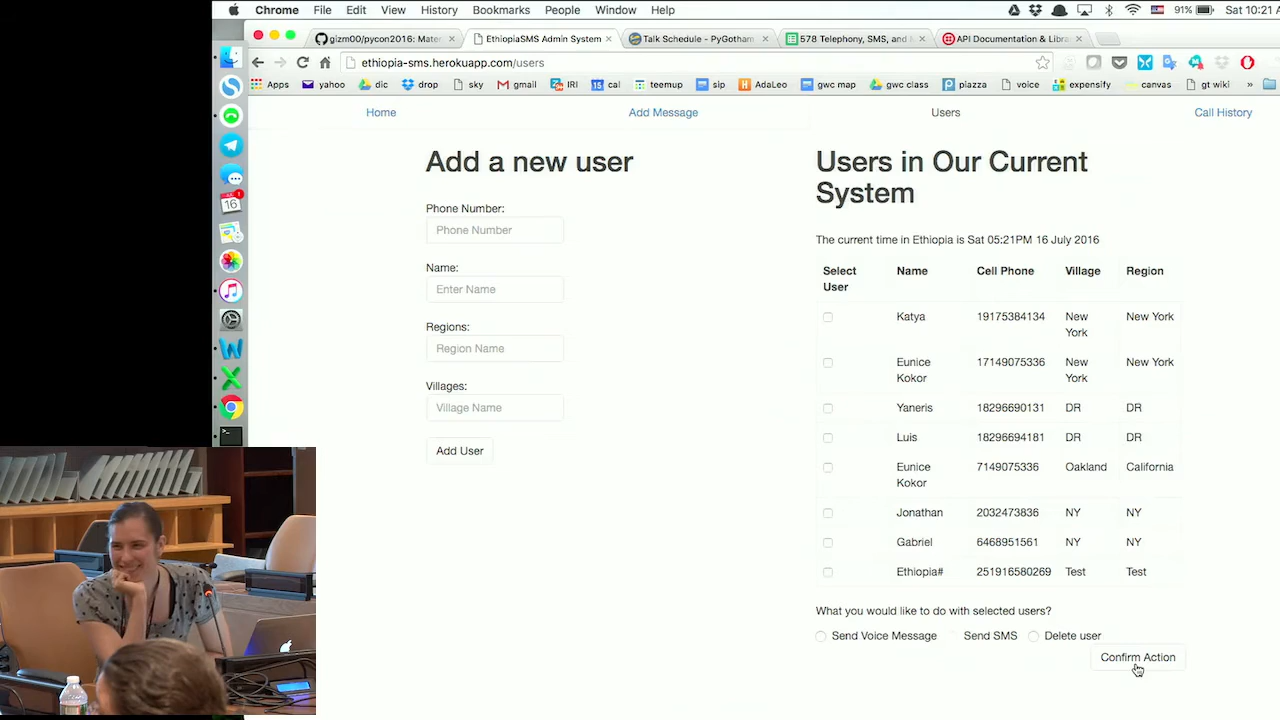 Chrome File Edit View History Bookmarks People Window Help 91% Sat 10:21 A
gizm00/pycon2016: Mater × EthiopiaSMS Admin System × Talk Schedule - PyGotham × 578 Telephony, SMS, and × API Documentation & Libra ×
ethiopia-sms.herokuapp.com/users
Apps yahoo dic drop sky gmail IRI cal teemup sip AdaLeo gwc map gwc class piazza voice expensify canvas gt wiki »
Home Add Message Users Call History
Add a new user
Phone Number:
Phone Number
Name:
Enter Name
Regions:
Region Name
Villages:
Village Name
Add User
Users in Our Current
System
The current time in Ethiopia is Sat 05:21PM 16 July 2016
Select
User
Name Cell Phone Village Region
Katya 19175384134 New
York
New York
Eunice
Kokor
17149075336 New
York
New York
Yaneris 18296690131 DR DR
Luis 18296694181 DR DR
Eunice
Kokor
7149075336 Oakland California
Jonathan 2032473836 NY NY
Gabriel 6468951561 NY NY
Ethiopia# 251916580269 Test Test
What you would like to do with selected users?
Send Voice Message Send SMS Delete user
Confirm Action